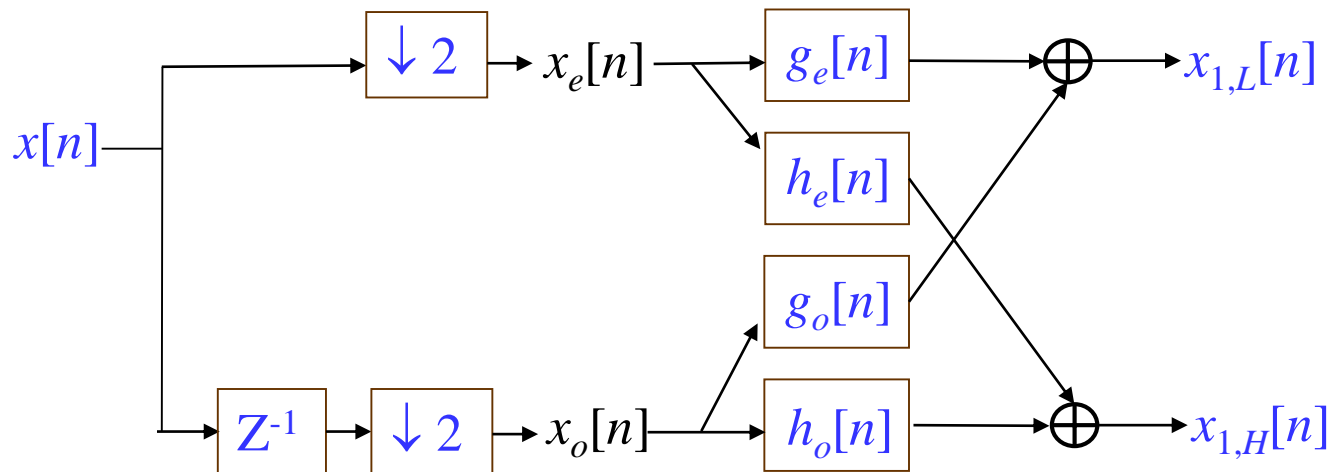 ↓ 2
x_e[n]
g_e[n]
x_{1,L}[n]
x[n]
h_e[n]
g_o[n]
Z^{-1}
↓ 2
x_o[n]
h_o[n]
x_{1,H}[n]